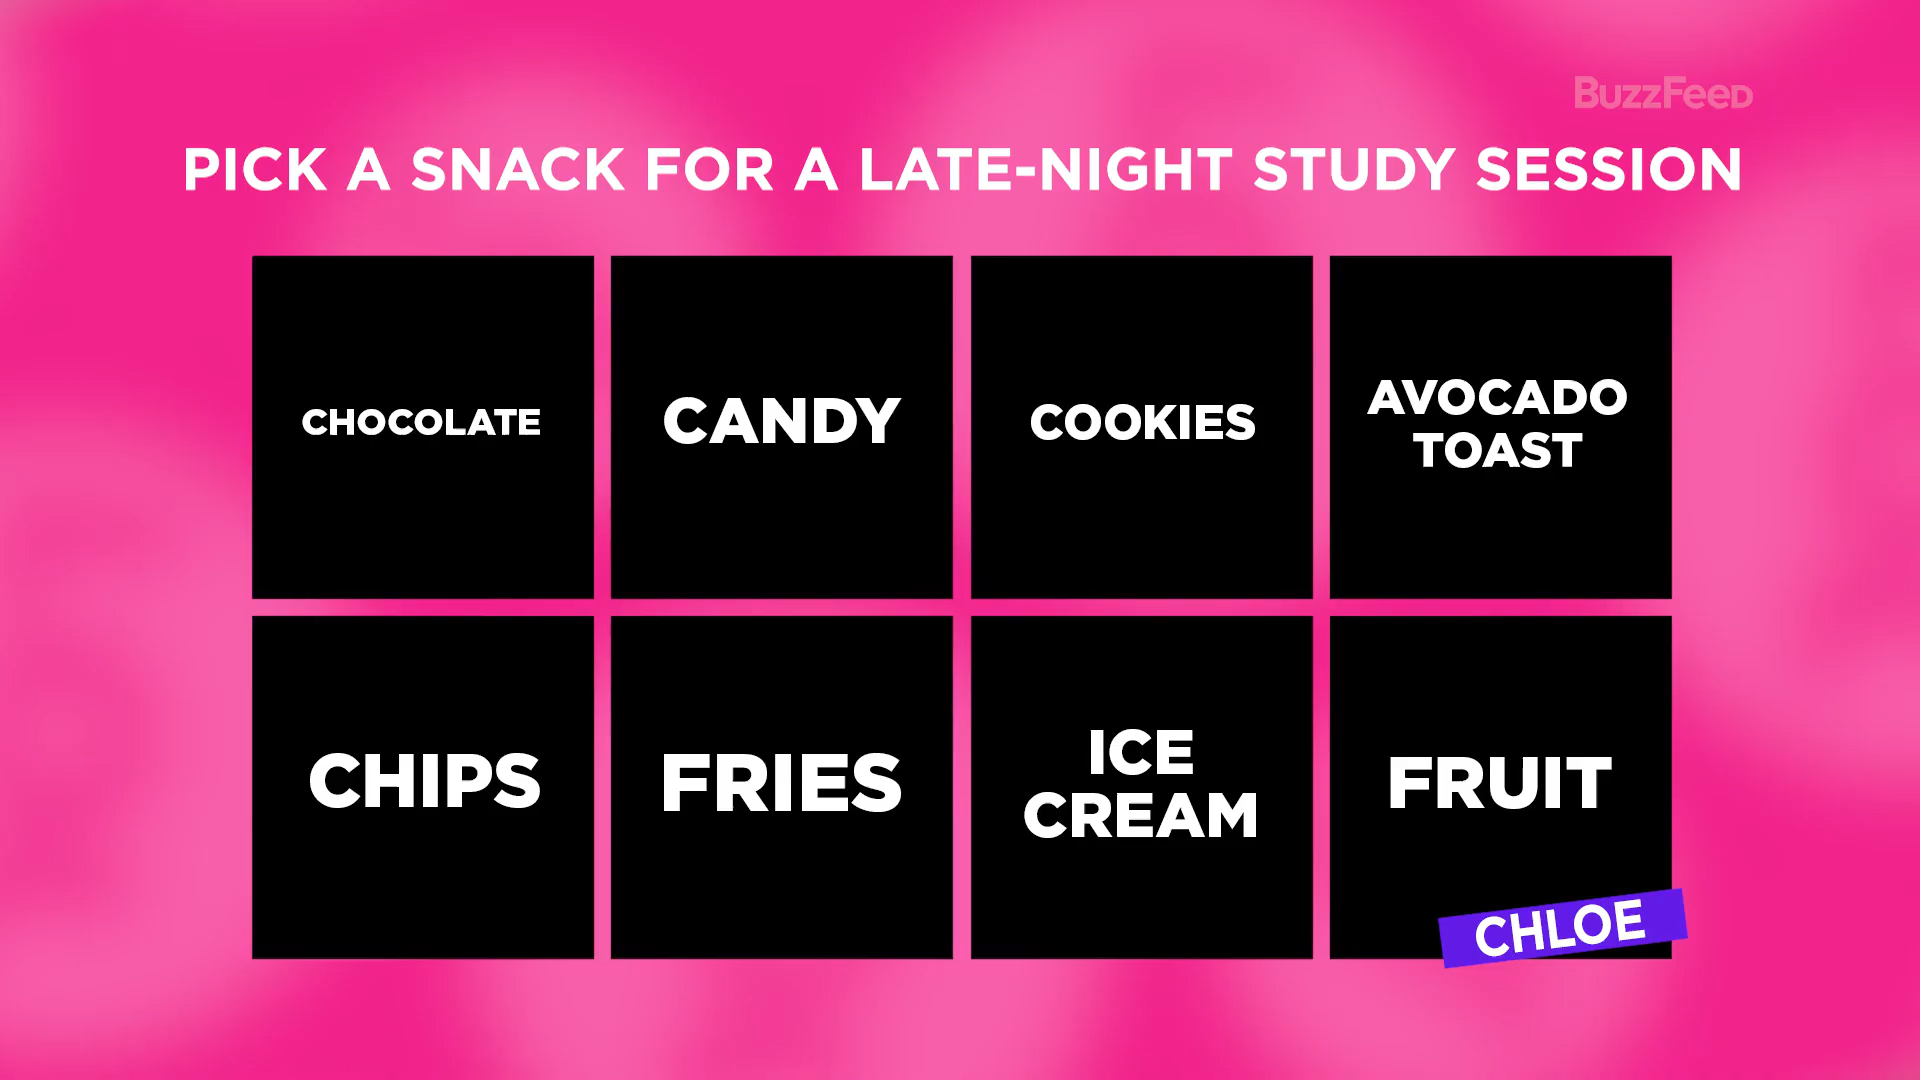 BuzzFeed
PICK A SNACK FOR A LATE-NIGHT STUDY SESSION
CHOCOLATE
CANDY
COOKIES
AVOCADO
TOAST
CHIPS
FRIES
ICE
CREAM
FRUIT
CHLOE